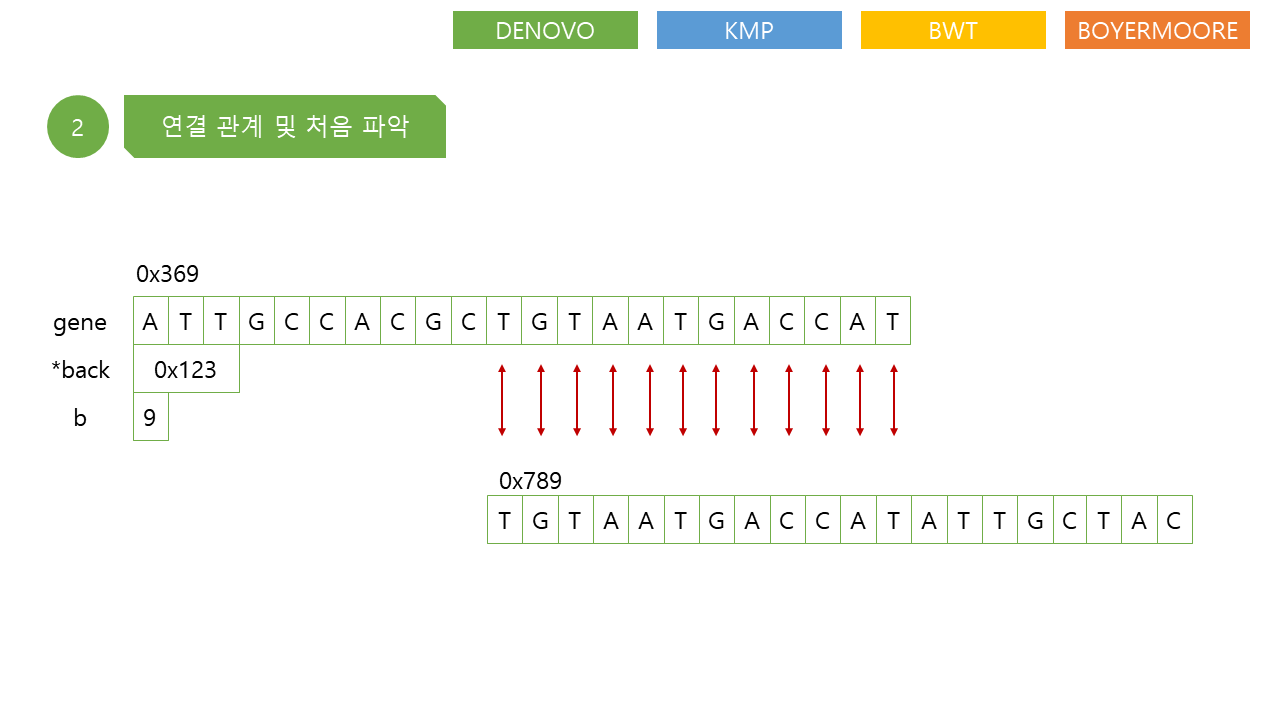 DENOVO KMP BWT BOYERMOORE
2 연결 관계 및 처음 파악
0x369
gene A T T G C C A C G C T G T A A T G A C C A T
*back 0x123
b 9
0x789
T G T A A T G A C C A T A T T G C T A C